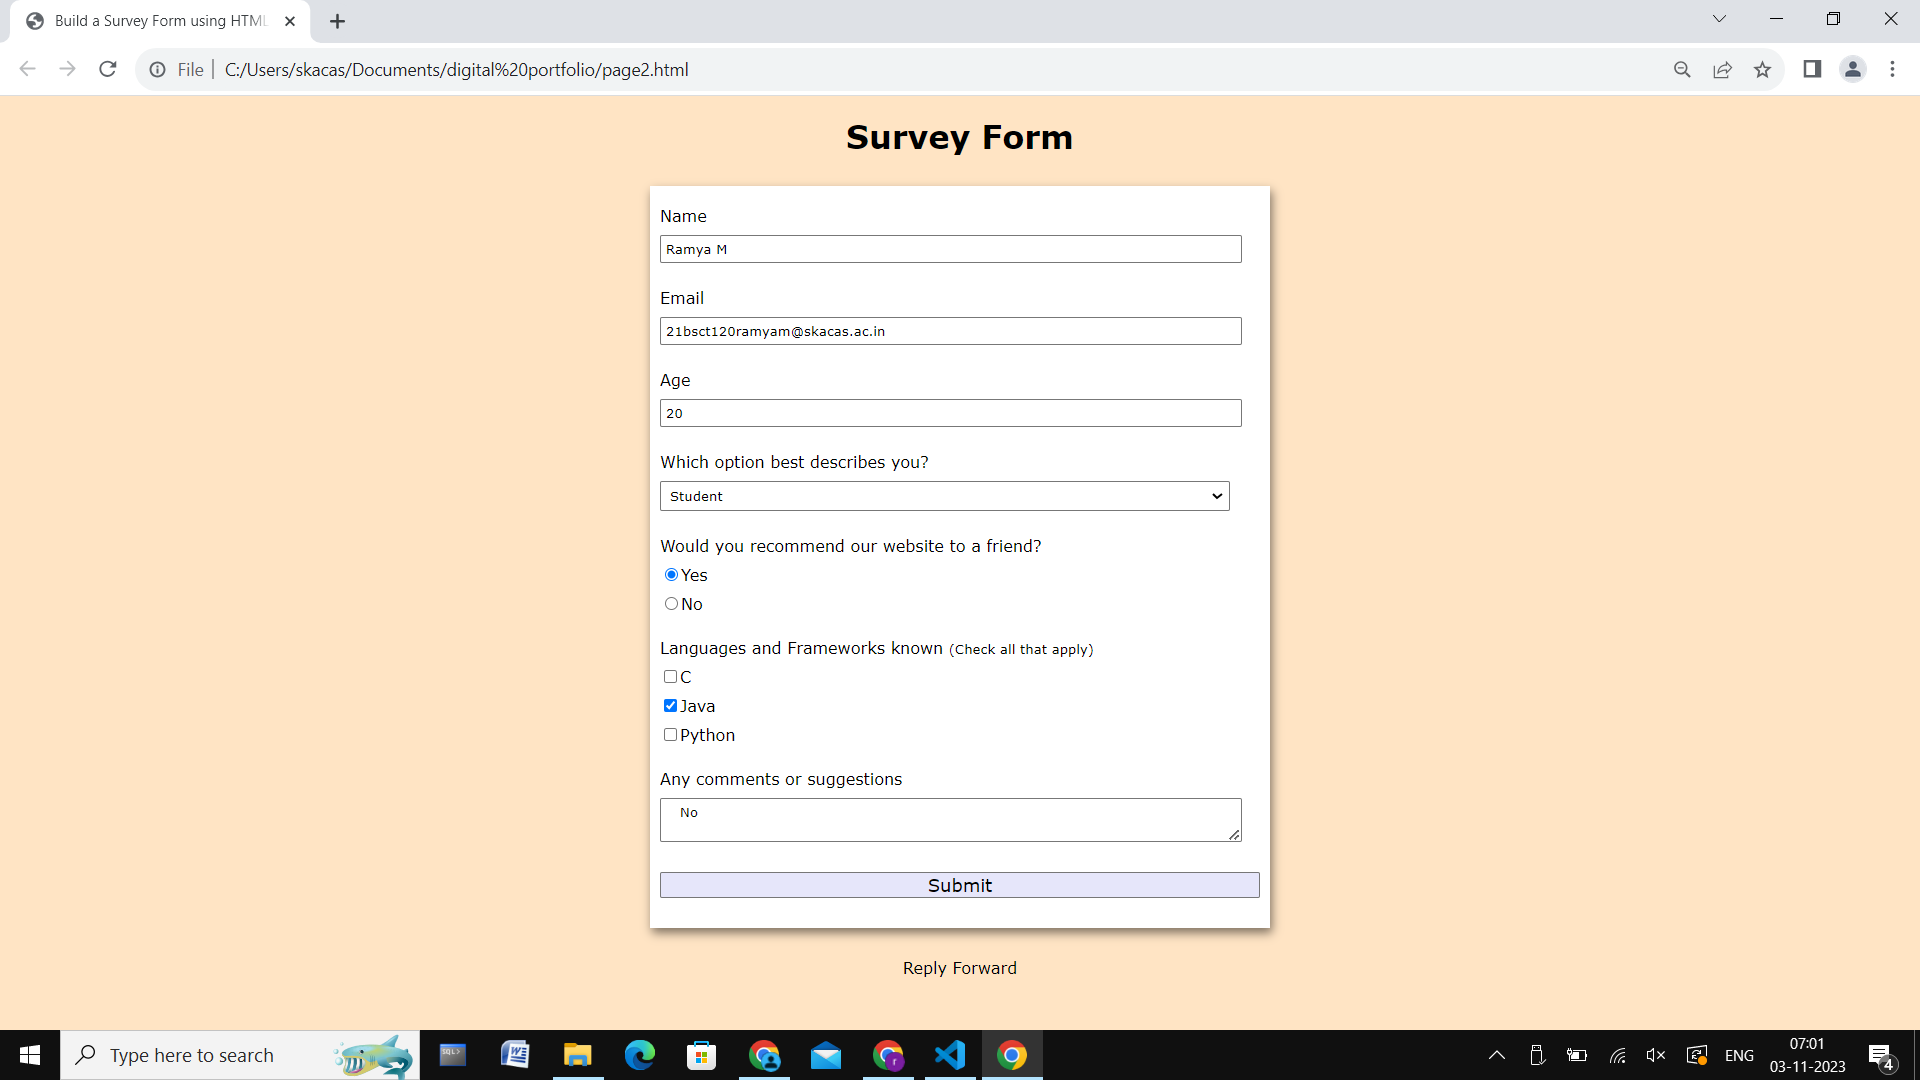 Build a Survey Form using HTML
File
C:/Users/skacas/Documents/digital%20portfolio/page2.html
Survey Form
Name
Ramya M
Email
21bsct120ramyam@skacas.ac.in
Age
20
Which option best describes you?
Student
Would you recommend our website to a friend?
Yes
No
Languages and Frameworks known (Check all that apply)
C
Java
Python
Any comments or suggestions
No
Submit
Reply Forward
Type here to search
SQL>
W
r
ENG
07:01
03-11-2023
4